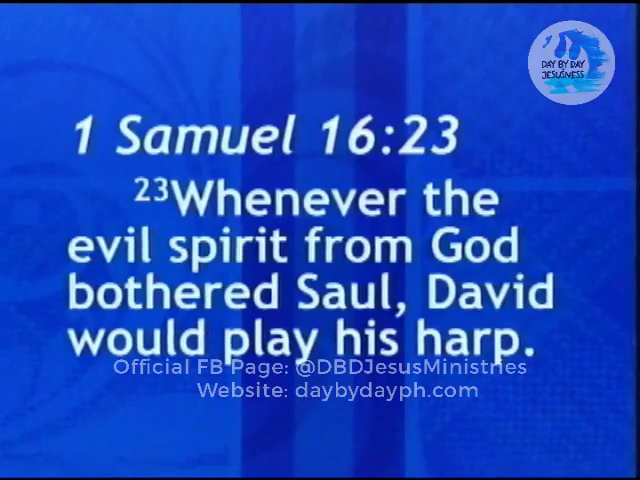 DAY BY DAY
JESUSNESS
1 Samuel 16:23
23Whenever the
evil spirit from God
bothered Saul, David
would play his harp.
Official FB Page: @DBDJesusMinistries
Website: daybydayph.com